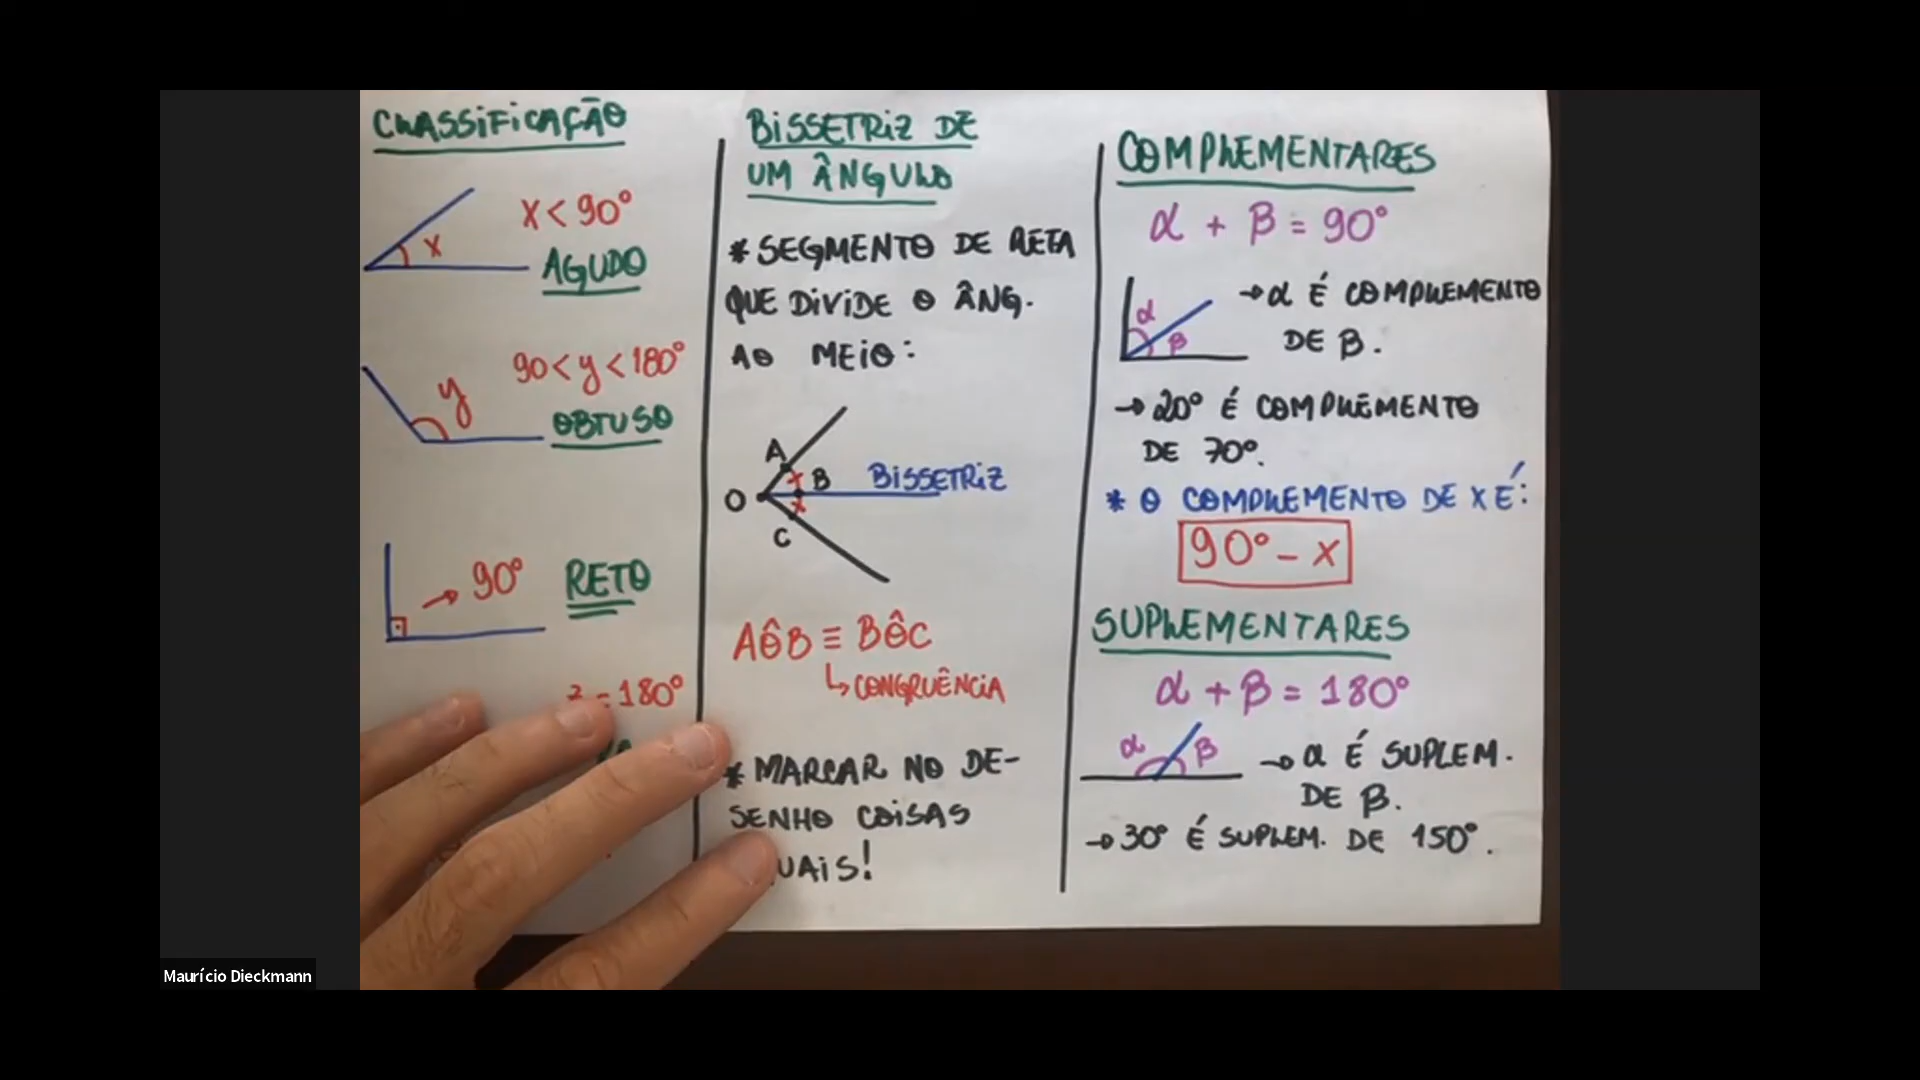 CLASSIFICAÇÃO
x < 90°
x
AGUDO
90 < y < 180°
y
OBTUSO
90°
RETO
= 180°
BISSETRIZ DE
UM ÂNGULO
* SEGMENTO DE RETA
QUE DIVIDE O ÂNG.
AO MEIO:
A
x
B
BISSETRIZ
O
x
C
AÔB ≡ BÔC
↳ CONGRUÊNCIA
* MARCAR NO DE-
SENHO COISAS
UAIS!
COMPLEMENTARES
α + β = 90°
α
β
→ α É COMPLEMENTO
DE β.
→ 20° É COMPLEMENTO
DE 70°.
* O COMPLEMENTO DE X É:
90° - x
SUPLEMENTARES
α + β = 180°
α
β
→ α É SUPLEM.
DE β.
→ 30° É SUPLEM. DE 150°.
Maurício Dieckmann